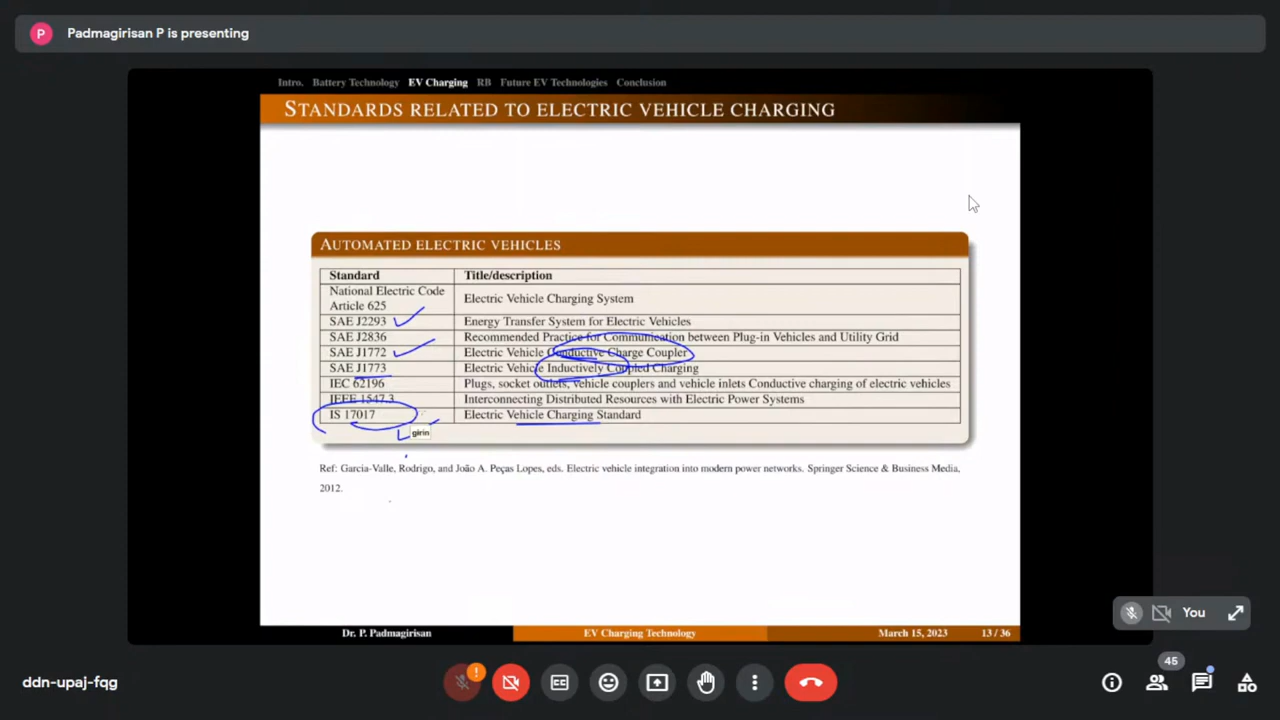 P
Padmagirisan P is presenting
Intro. Battery Technology EV Charging RB Future EV Technologies Conclusion
STANDARDS RELATED TO ELECTRIC VEHICLE CHARGING
AUTOMATED ELECTRIC VEHICLES
Standard Title/description
National Electric Code
Article 625 Electric Vehicle Charging System
SAE J2293 Energy Transfer System for Electric Vehicles
SAE J2836 Recommended Practice for Communication between Plug-in Vehicles and Utility Grid
SAE J1772 Electric Vehicle Conductive Charge Coupler
SAE J1773 Electric Vehicle Inductively Coupled Charging
IEC 62196 Plugs, socket outlets, vehicle couplers and vehicle inlets Conductive charging of electric vehicles
IEEE 1547.3 Interconnecting Distributed Resources with Electric Power Systems
IS 17017 Electric Vehicle Charging Standard
girin
Ref: Garcia-Valle, Rodrigo, and João A. Peças Lopes, eds. Electric vehicle integration into modern power networks. Springer Science & Business Media,
2012.
You
Dr. P. Padmagirisan EV Charging Technology March 15, 2023 13 / 36
ddn-upaj-fqg
CC
45